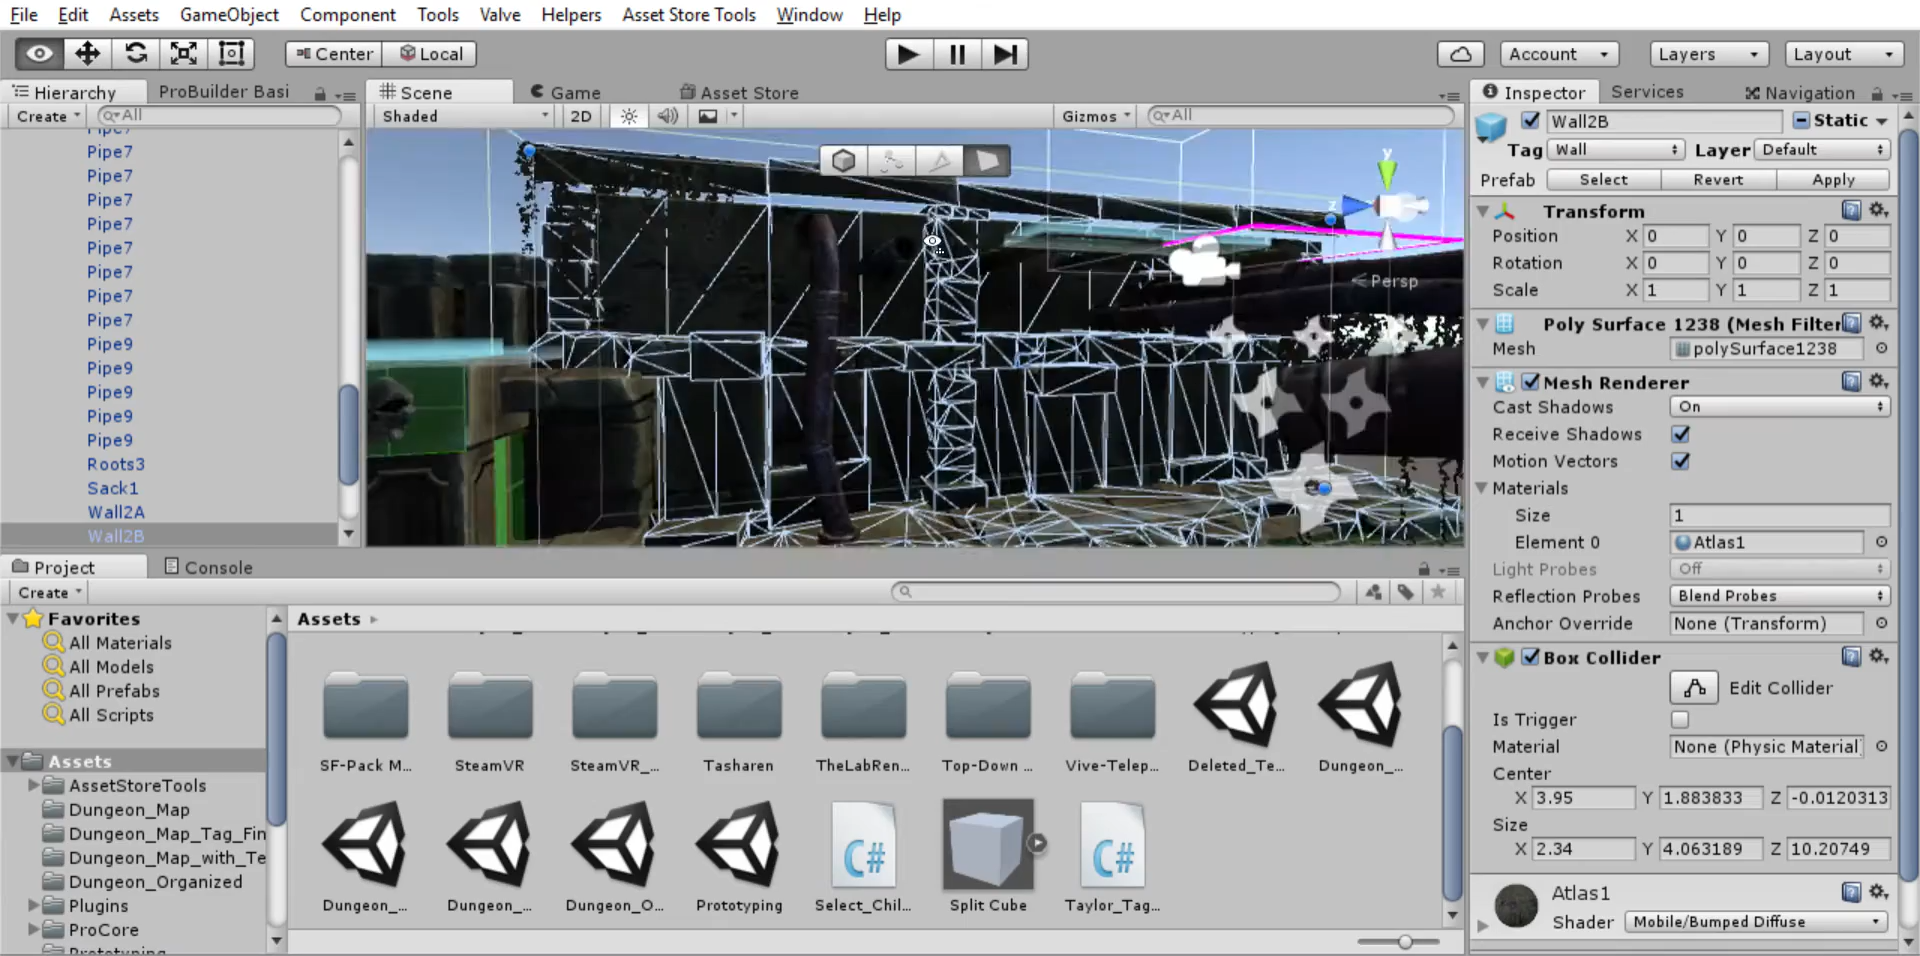 File Edit Assets GameObject Component Tools Valve Helpers Asset Store Tools Window Help
Center Local Account Layers Layout
Hierarchy ProBuilder Basi
Create All
Pipe7
Pipe7
Pipe7
Pipe7
Pipe7
Pipe7
Pipe7
Pipe7
Pipe7
Pipe9
Pipe9
Pipe9
Pipe9
Pipe9
Roots3
Sack1
Wall2A
Wall2B
Scene Game Asset Store
Shaded 2D Gizmos All
y
z
Persp
Inspector Services Navigation
Wall2B Static
Tag Wall Layer Default
Prefab Select Revert Apply
Transform
Position X 0 Y 0 Z 0
Rotation X 0 Y 0 Z 0
Scale X 1 Y 1 Z 1
Poly Surface 1238 (Mesh Filter
Mesh polySurface1238
Mesh Renderer
Cast Shadows On
Receive Shadows
Motion Vectors
Materials
Size 1
Element 0 Atlas1
Light Probes Off
Reflection Probes Blend Probes
Anchor Override None (Transform)
Box Collider
Edit Collider
Is Trigger
Material None (Physic Material
Center
X 3.95 Y 1.883833 Z -0.0120313
Size
X 2.34 Y 4.063189 Z 10.20749
Atlas1
Shader Mobile/Bumped Diffuse
Project Console
Create
Favorites
All Materials
All Models
All Prefabs
All Scripts
Assets
AssetStoreTools
Dungeon_Map
Dungeon_Map_Tag_Fin
Dungeon_Map_with_Te
Dungeon_Organized
Plugins
ProCore
Prototyping
Assets
SF-Pack M... SteamVR SteamVR_... Tasharen TheLabRen... Top-Down ... Vive-Telep... Deleted_Te... Dungeon_...
C# C#
Dungeon_... Dungeon_... Dungeon_O... Prototyping Select_Chil... Split Cube Taylor_Tag...